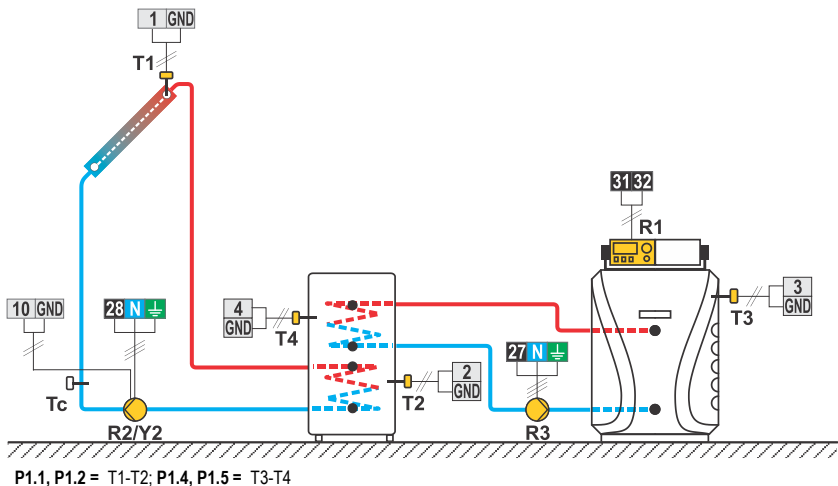 1 GND
T1
31 32
R1
10 GND
28 N
4
GND
T4
3
GND
T3
27 N
2
GND
T2
Tc
R2/Y2
R3
P1.1, P1.2 = T1-T2; P1.4, P1.5 = T3-T4